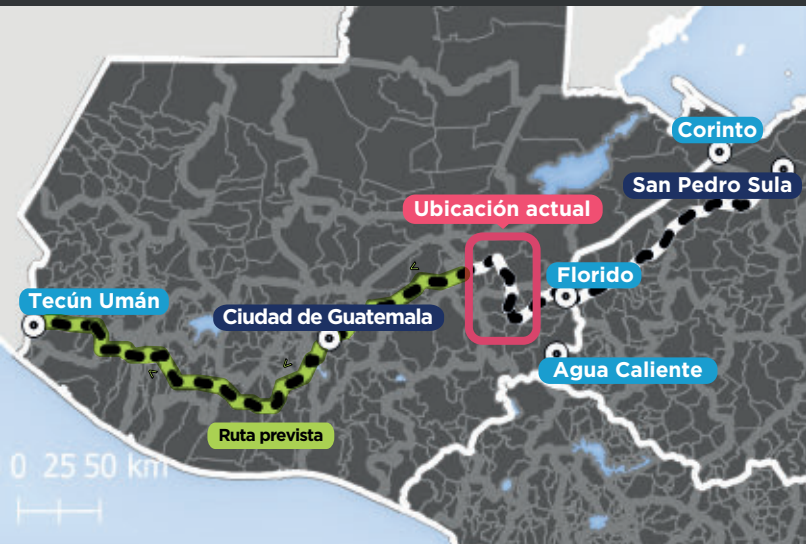 Corinto
San Pedro Sula
Ubicación actual
Florido
Tecún Umán
Ciudad de Guatemala
Agua Caliente
Ruta prevista
0 25 50 km